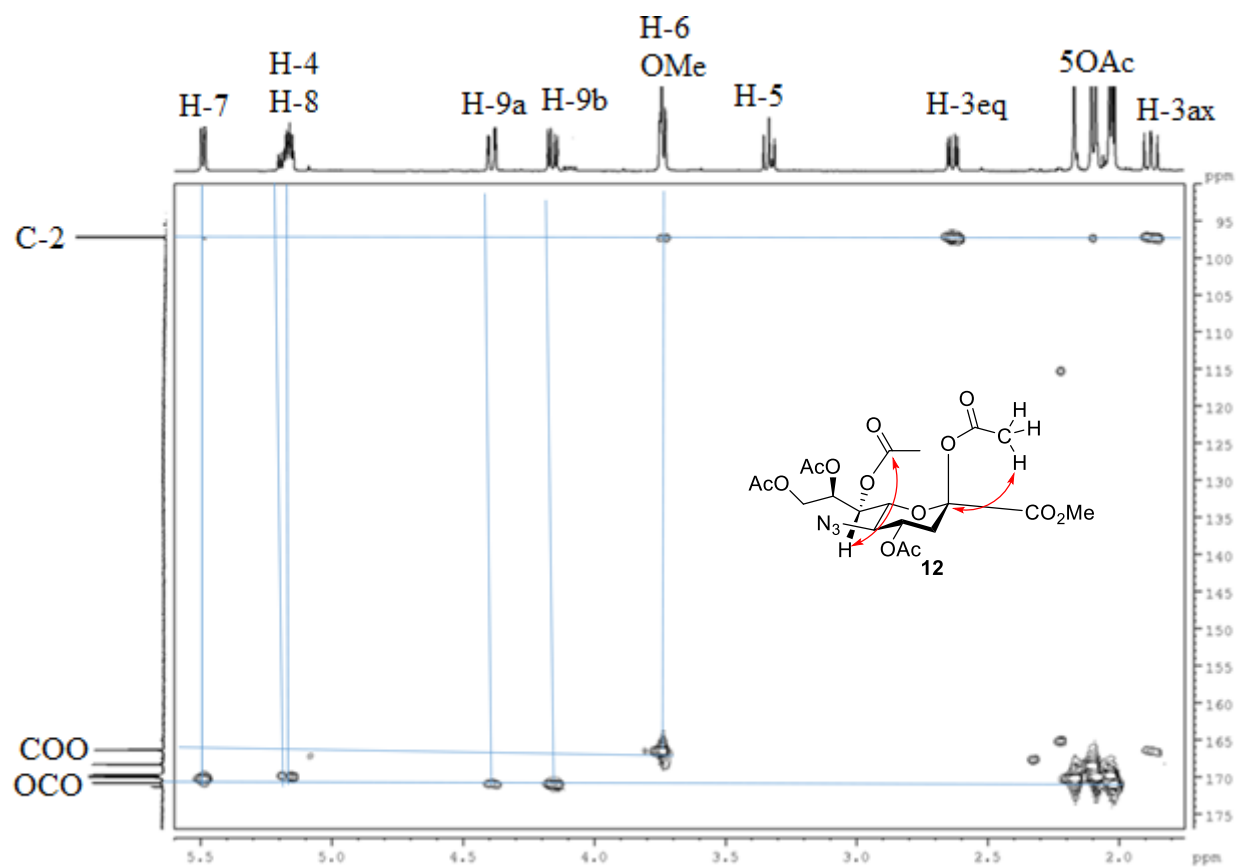 H-6
H-4
OMe
5OAc
H-7
H-8
H-9a
H-9b
H-5
H-3eq
H-3ax
ppm
C-2
95
100
105
110
115
120
125
130
135
140
145
150
155
160
165
170
175
O
O
H
O
C
H
AcO
O
H
AcO
O
O
CO₂Me
N₃
H
OAc
12
COO
OCO
5.5
5.0
4.5
4.0
3.5
3.0
2.5
2.0
ppm